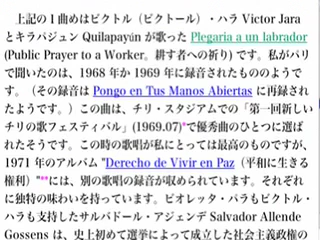 上記の1曲めはビクトル（ビクトール）・ハラ Victor Jara
とキラパジュン Quilapayún が歌った Plegaria a un labrador
(Public Prayer to a Worker。耕す者への祈り) です。私がパリ
で聞いたのは、1968 年か 1969 年に録音されたもののようで
す。（その録音は Pongo en Tus Manos Abiertas に再録され
たようです。）この曲は、チリ・スタジアムでの「第一回新しい
チリの歌フェスティバル」(1969.07)*で優秀曲のひとつに選ば
れたそうです。この時の歌唱が私にとっては最高のものですが、
1971 年のアルバム "Derecho de Vivir en Paz（平和に生きる
権利）"**には、別の歌唱の録音が収められています。それぞれ
に独特の味わいを持っています。ビオレッタ・パラもビクトル・
ハラも支持したサルバドール・アジェンデ Salvador Allende
Gossens は、史上初めて選挙によって成立した社会主義政権の